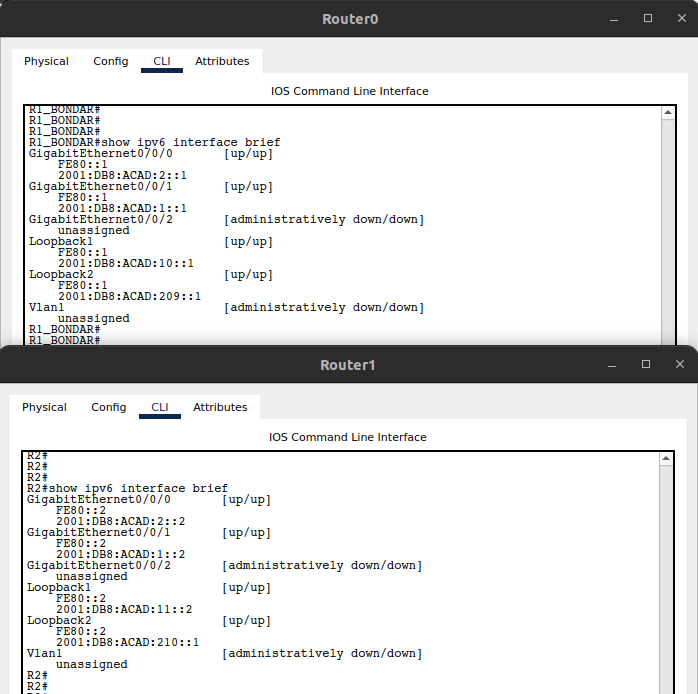 Router0
Physical Config CLI Attributes
IOS Command Line Interface
R1_BONDAR#
R1_BONDAR#
R1_BONDAR#
R1_BONDAR#show ipv6 interface brief
GigabitEthernet0/0/0 [up/up]
FE80::1
2001:DB8:ACAD:2::1
GigabitEthernet0/0/1 [up/up]
FE80::1
2001:DB8:ACAD:1::1
GigabitEthernet0/0/2 [administratively down/down]
unassigned
Loopback1 [up/up]
FE80::1
2001:DB8:ACAD:10::1
Loopback2 [up/up]
FE80::1
2001:DB8:ACAD:209::1
Vlan1 [administratively down/down]
unassigned
R1_BONDAR#
R1_BONDAR#
Router1
Physical Config CLI Attributes
IOS Command Line Interface
R2#
R2#
R2#
R2#show ipv6 interface brief
GigabitEthernet0/0/0 [up/up]
FE80::2
2001:DB8:ACAD:2::2
GigabitEthernet0/0/1 [up/up]
FE80::2
2001:DB8:ACAD:1::2
GigabitEthernet0/0/2 [administratively down/down]
unassigned
Loopback1 [up/up]
FE80::2
2001:DB8:ACAD:11::2
Loopback2 [up/up]
FE80::2
2001:DB8:ACAD:210::1
Vlan1 [administratively down/down]
unassigned
R2#
R2#